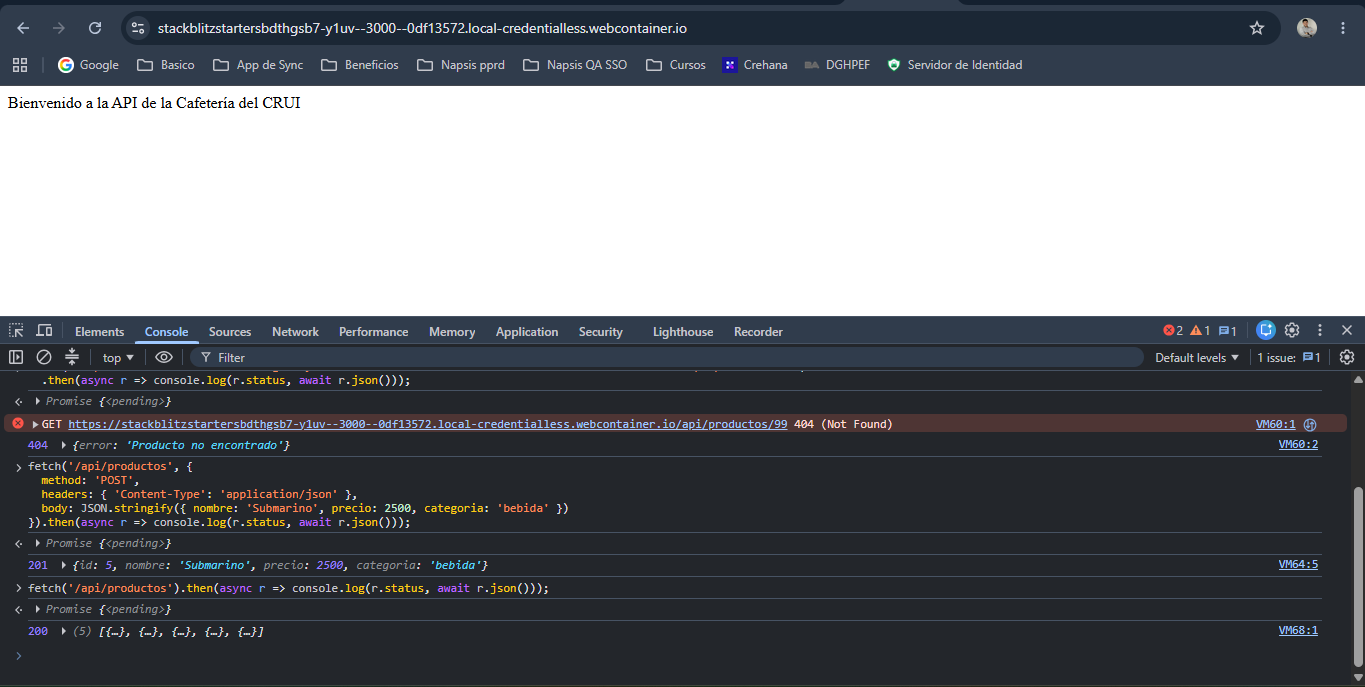 stackblitzstartersbdthgsb7-y1uv--3000--0df13572.local-credentialless.webcontainer.io
Google Basico App de Sync Beneficios Napsis pprd Napsis QA SSO Cursos Crehana DGHPEF Servidor de Identidad
Bienvenido a la API de la Cafetería del CRUI
Elements Console Sources Network Performance Memory Application Security Lighthouse Recorder 2 1 1
top Filter Default levels 1 issue: 1
.then(async r => console.log(r.status, await r.json()));
Promise {<pending>}
GET https://stackblitzstartersbdthgsb7-y1uv--3000--0df13572.local-credentialless.webcontainer.io/api/productos/99 404 (Not Found) VM60:1
404 {error: 'Producto no encontrado'} VM60:2
fetch('/api/productos', {
method: 'POST',
headers: { 'Content-Type': 'application/json' },
body: JSON.stringify({ nombre: 'Submarino', precio: 2500, categoria: 'bebida' })
}).then(async r => console.log(r.status, await r.json()));
Promise {<pending>}
201 {id: 5, nombre: 'Submarino', precio: 2500, categoria: 'bebida'} VM64:5
fetch('/api/productos').then(async r => console.log(r.status, await r.json()));
Promise {<pending>}
200 (5) [{…}, {…}, {…}, {…}, {…}] VM68:1